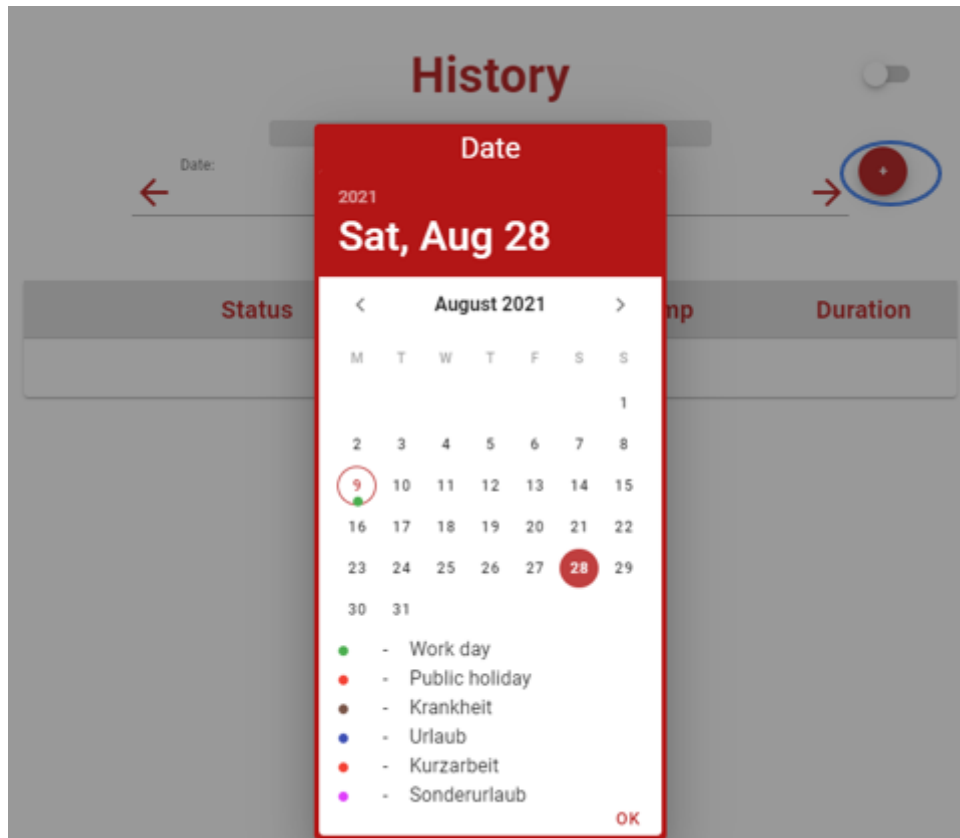 History
Date:
+
Date
2021
Sat, Aug 28
Status
mp
Duration
< August 2021 >
M T W T F S S
1
2 3 4 5 6 7 8
9 10 11 12 13 14 15
16 17 18 19 20 21 22
23 24 25 26 27 28 29
30 31
- Work day
- Public holiday
- Krankheit
- Urlaub
- Kurzarbeit
- Sonderurlaub
OK